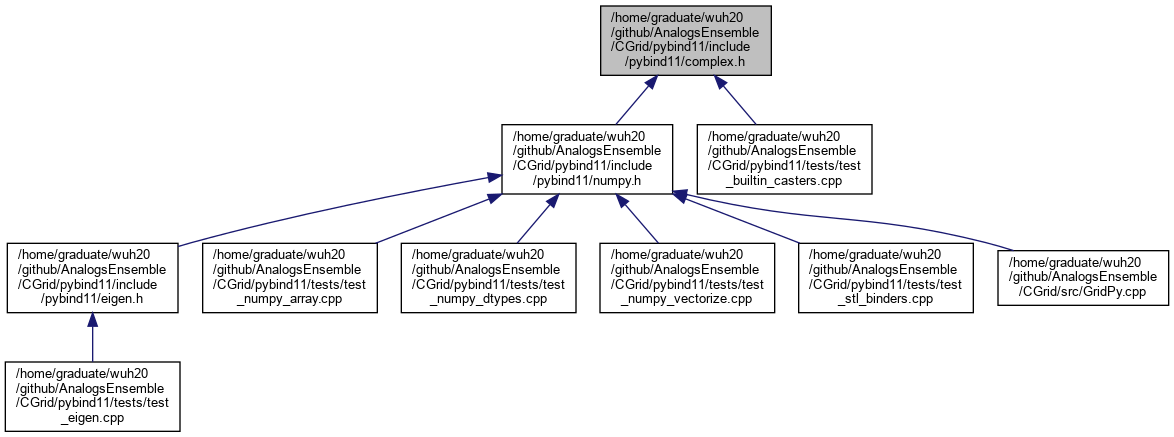 /home/graduate/wuh20
/github/AnalogsEnsemble
/CGrid/pybind11/include
/pybind11/complex.h
/home/graduate/wuh20
/github/AnalogsEnsemble
/CGrid/pybind11/include
/pybind11/numpy.h
/home/graduate/wuh20
/github/AnalogsEnsemble
/CGrid/pybind11/tests/test
_builtin_casters.cpp
/home/graduate/wuh20
/github/AnalogsEnsemble
/CGrid/pybind11/include
/pybind11/eigen.h
/home/graduate/wuh20
/github/AnalogsEnsemble
/CGrid/pybind11/tests/test
_numpy_array.cpp
/home/graduate/wuh20
/github/AnalogsEnsemble
/CGrid/pybind11/tests/test
_numpy_dtypes.cpp
/home/graduate/wuh20
/github/AnalogsEnsemble
/CGrid/pybind11/tests/test
_numpy_vectorize.cpp
/home/graduate/wuh20
/github/AnalogsEnsemble
/CGrid/pybind11/tests/test
_stl_binders.cpp
/home/graduate/wuh20
/github/AnalogsEnsemble
/CGrid/src/GridPy.cpp
/home/graduate/wuh20
/github/AnalogsEnsemble
/CGrid/pybind11/tests/test
_eigen.cpp